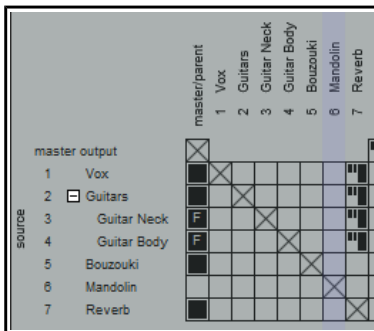 master/parent
1 Vox
2 Guitars
3 Guitar Neck
4 Guitar Body
5 Bouzouki
6 Mandolin
7 Reverb
master output
source
1 Vox
2 Guitars
3 Guitar Neck F
4 Guitar Body F
5 Bouzouki
6 Mandolin
7 Reverb